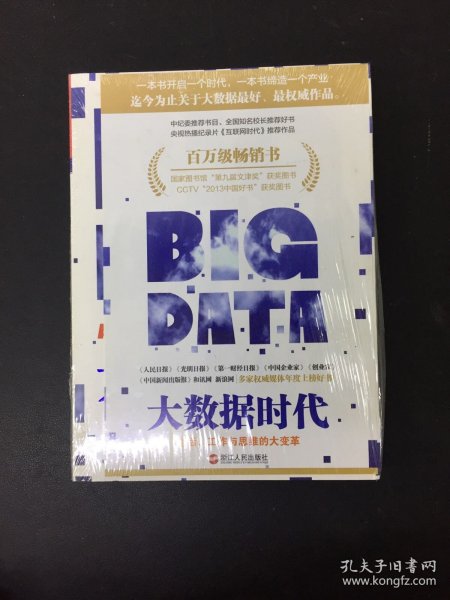 一本书开启一个时代，一本书缔造一个产业
迄今为止关于大数据最好、最权威作品。
中纪委推荐书目、全国知名校长推荐好书
央视热播纪录片《互联网时代》推荐作品
百万级畅销书
国家图书馆“第九届文津奖”获奖图书
CCTV“2013中国好书”获奖图书
BIG
DATA
《人民日报》《光明日报》《第一财经日报》《中国企业家》《创业家》
《中国新闻出版报》和讯网 新浪网 多家权威媒体年度上榜好书
大数据时代
工作与思维的大变革
浙江人民出版社
孔夫子旧书网
www.kongfz.com